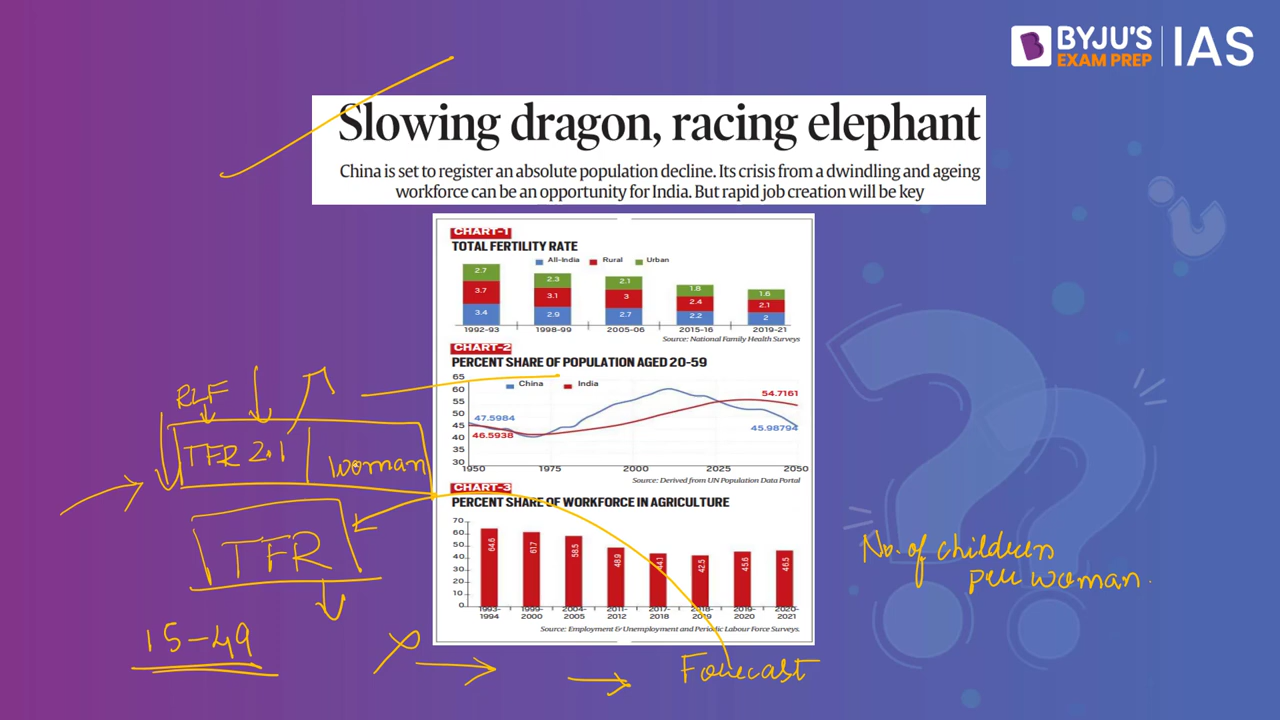 BYJU'S
EXAM PREP
IAS
Slowing dragon, racing elephant
China is set to register an absolute population decline. Its crisis from a dwindling and ageing
workforce can be an opportunity for India. But rapid job creation will be key
CHART-1
TOTAL FERTILITY RATE
All-India Rural Urban
2.7 2.3 2.1 1.8 1.6
3.7 3.1 3 2.4 2.1
3.4 2.9 2.7 2.2 2
1992-93 1998-99 2005-06 2015-16 2019-21
Source: National Family Health Surveys
CHART-2
PERCENT SHARE OF POPULATION AGED 20-59
65
60
55
50
45
40
35
30
China India
54.7161
47.5984
46.5938
45.98794
1950 1975 2000 2025 2050
Source: Derived from UN Population Data Portal
CHART-3
PERCENT SHARE OF WORKFORCE IN AGRICULTURE
70
60
50
40
30
20
10
0
64.6 61.7 58.5 48.9 44.1 42.5 45.6 46.5
1993-1994 1999-2000 2004-2005 2011-2012 2017-2018 2018-2019 2019-2020 2020-2021
Source: Employment & Unemployment and Periodic Labour Force Surveys.
RLF
TFR 2.1 woman
TFR
15-49
No. of children
per woman.
Forecast